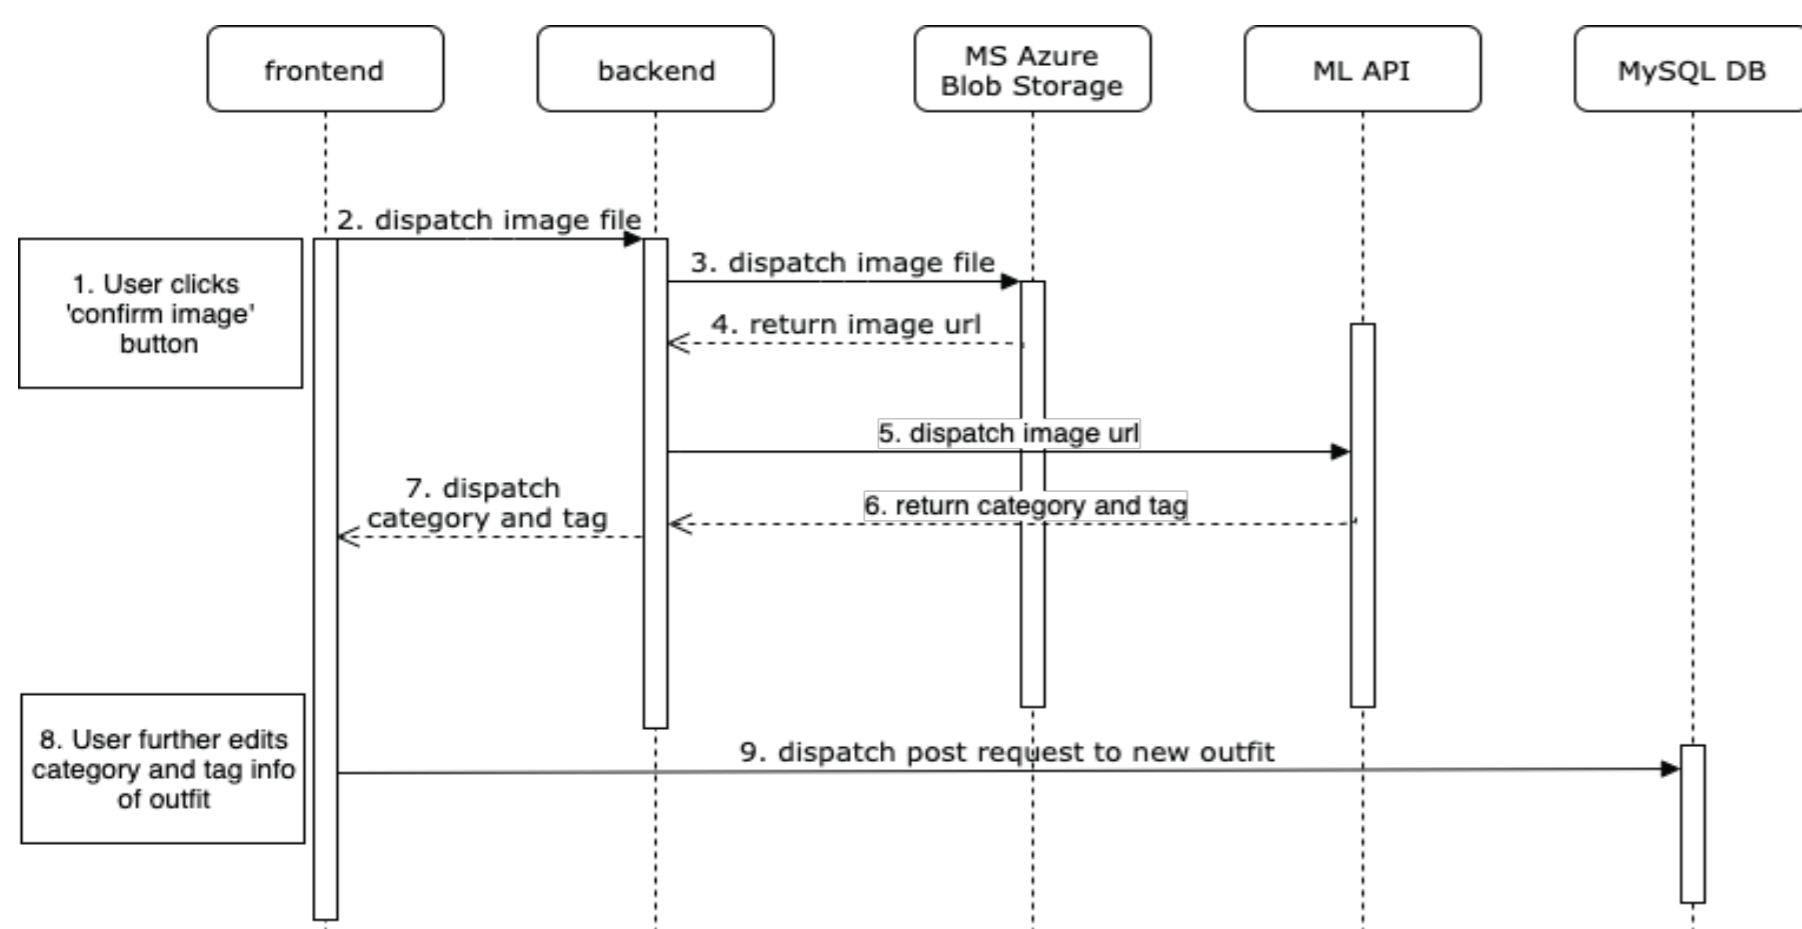 frontend
backend
MS Azure
Blob Storage
ML API
MySQL DB
2. dispatch image file
1. User clicks
'confirm image'
button
3. dispatch image file
4. return image url
5. dispatch image url
7. dispatch
category and tag
6. return category and tag
8. User further edits
category and tag info
of outfit
9. dispatch post request to new outfit